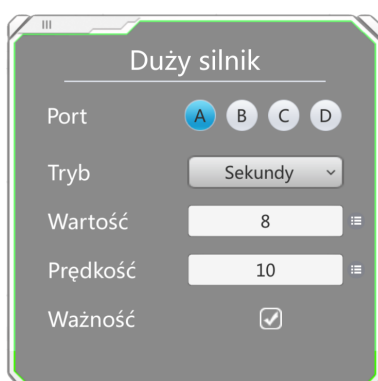 Duży silnik
Port A B C D
Tryb Sekundy
Wartość 8
Prędkość 10
Ważność